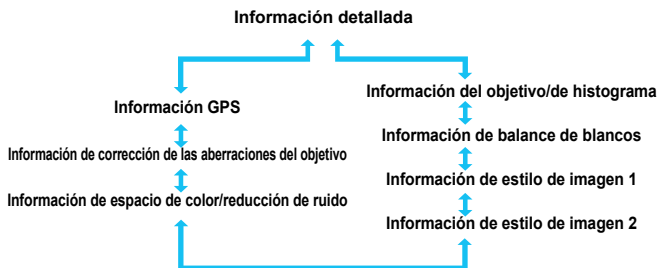 Información detallada
Información GPS
Información de corrección de las aberraciones del objetivo
Información de espacio de color/reducción de ruido
Información del objetivo/de histograma
Información de balance de blancos
Información de estilo de imagen 1
Información de estilo de imagen 2